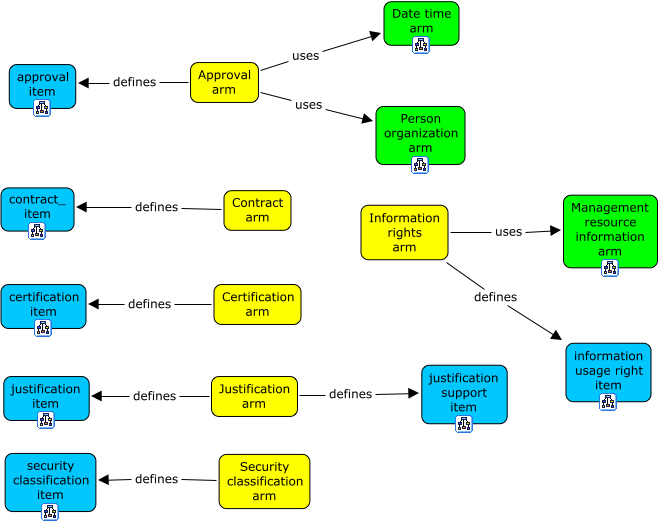 Date time
arm
uses
approval
item
defines
Approval
arm
uses
Person
organization
arm
contract_
item
defines
Contract
arm
Information
rights
arm
uses
Management
resource
information
arm
certification
item
defines
Certification
arm
defines
information
usage right
item
justification
item
defines
Justification
arm
defines
justification
support
item
security
classification
item
defines
Security
classification
arm